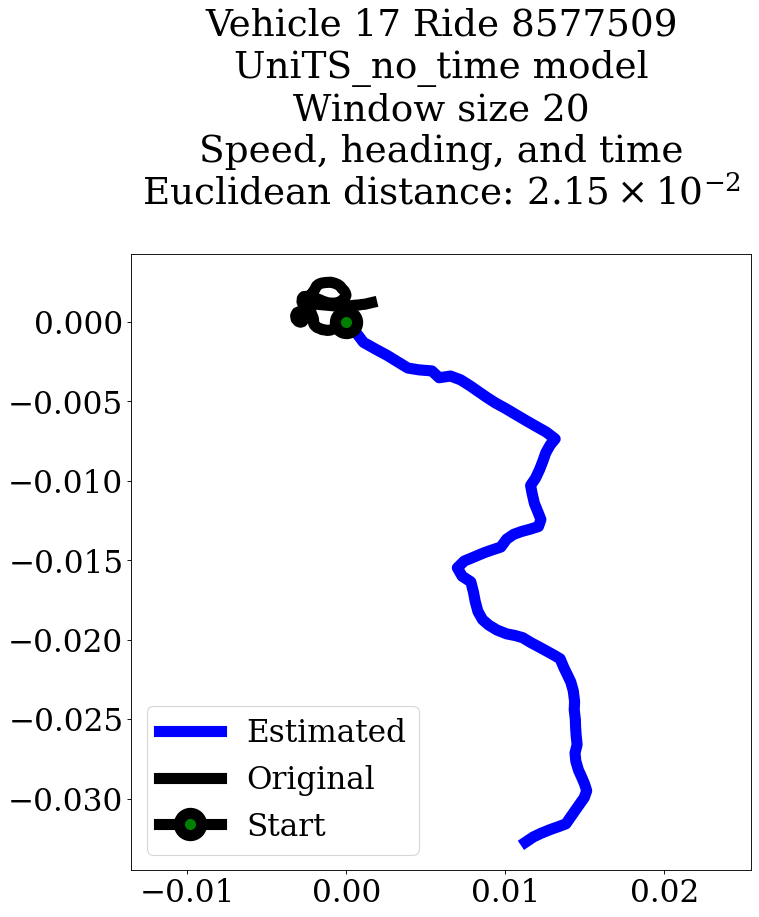 Vehicle 17 Ride 8577509
UniTS_no_time model
Window size 20
Speed, heading, and time
Euclidean distance: 2.15 × 10⁻²
0.000
−0.005
−0.010
−0.015
−0.020
−0.025
−0.030
Estimated
Original
Start
−0.01 0.00 0.01 0.02